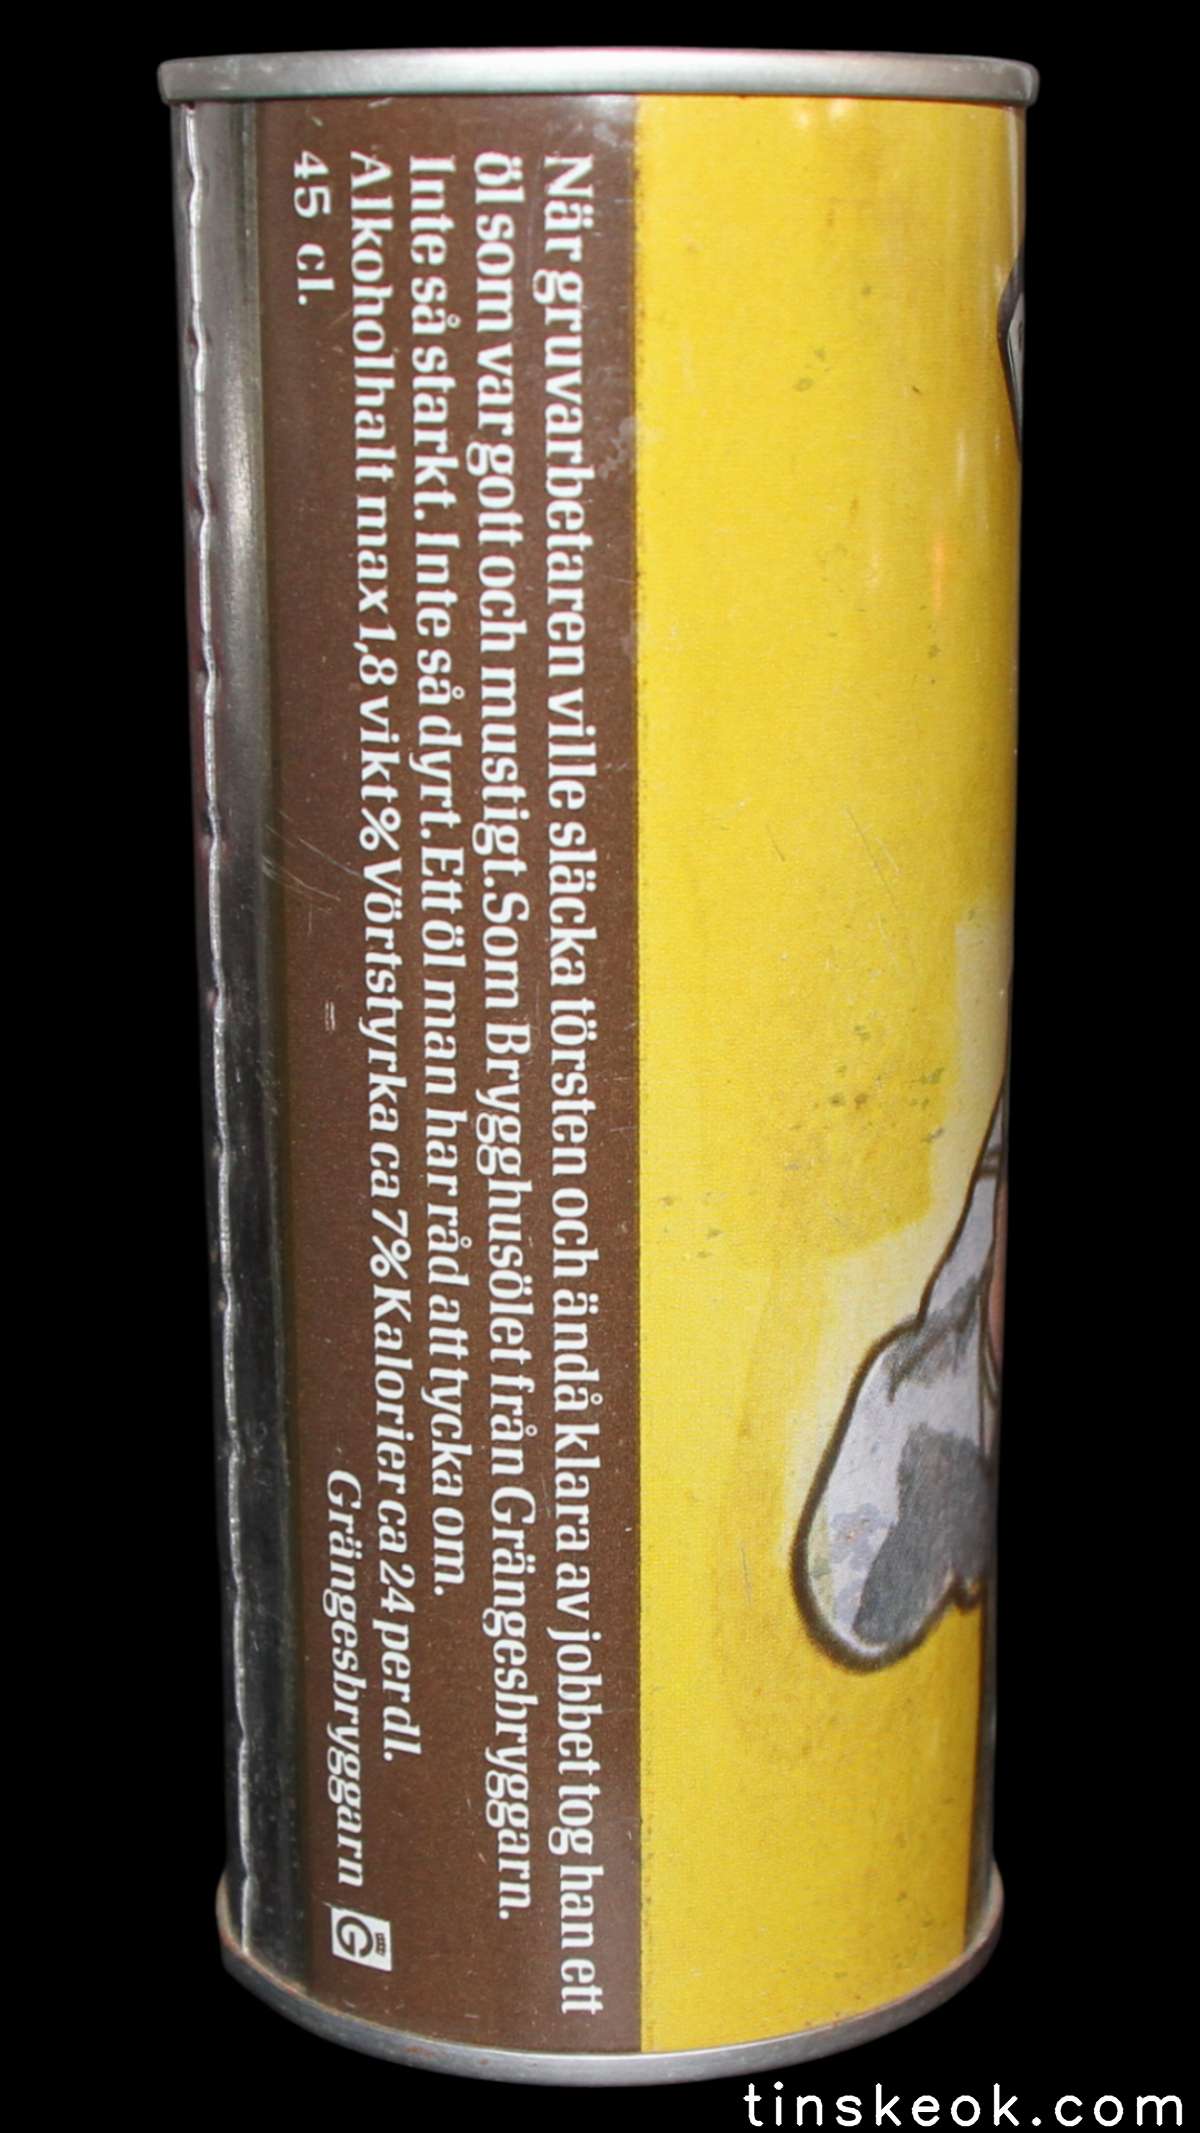 När gruvarbetaren ville släcka törsten och ändå klara av jobbet tog han ett
öl som var gott och mustigt. Som Brygghusölet från Grängesbryggarn.
Inte så starkt. Inte så dyrt. Ett öl man har råd att tycka om.
Alkoholhalt max 1,8 vikt% Vörtstyrka ca 7% Kalorier ca 24 per dl.
45 cl.
Grängesbryggarn G
tinskeok.com